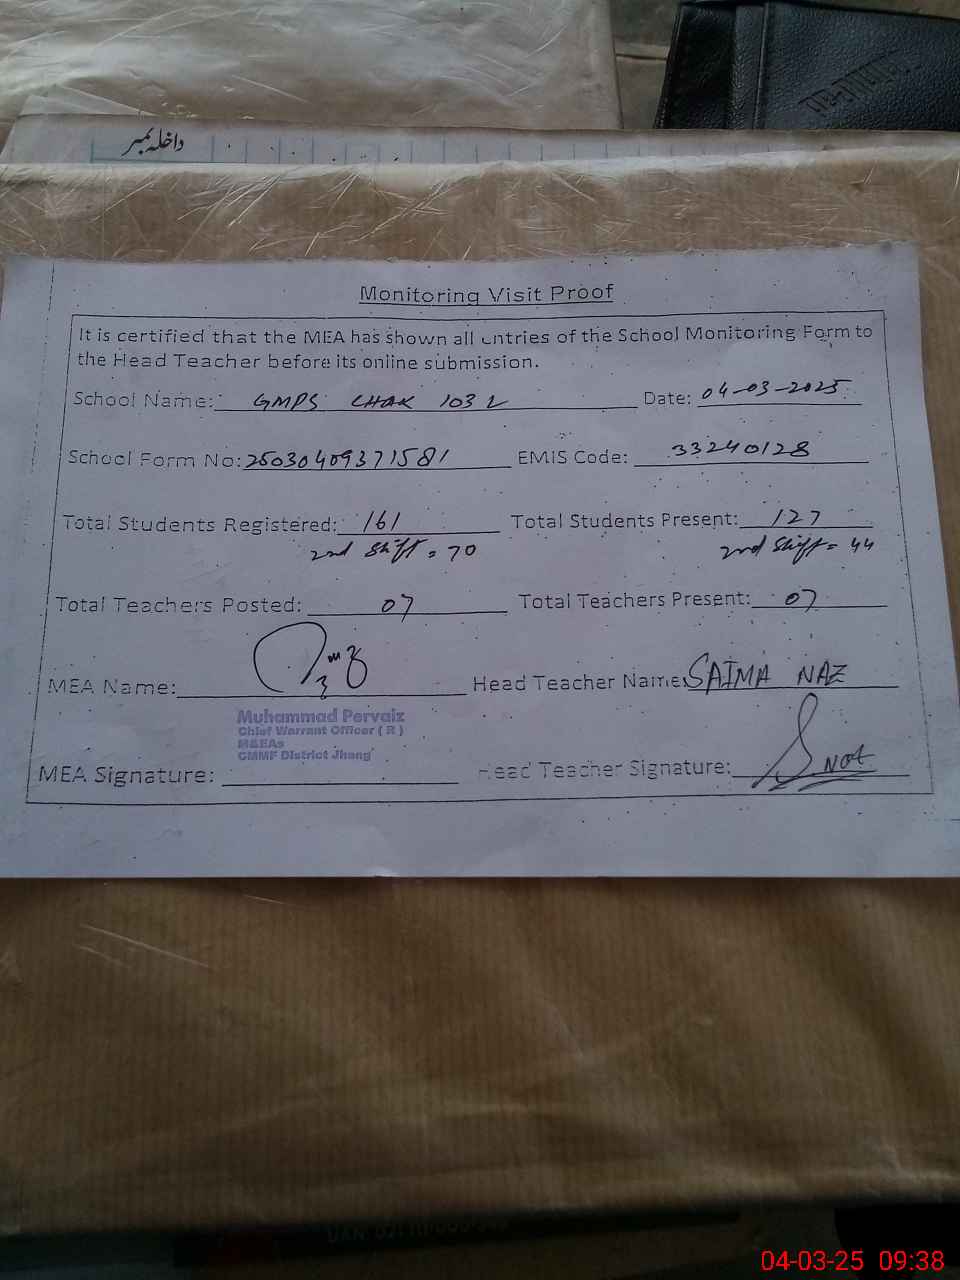 داخلہ نمبر
Monitoring Visit Proof
It is certified that the MEA has shown all entries of the School Monitoring Form to
the Head Teacher before its online submission.
School Name: GMPS CHAK 103 L Date: 04-03-2025
School Form No: 25030409371581 EMIS Code: 33240128
Total Students Registered: 161 Total Students Present: 127
2nd Shift = 70 2nd Shift = 44
Total Teachers Posted: 07 Total Teachers Present: 07
MEA Name: Head Teacher Name: SAIMA NAZ
Muhammad Pervaiz
Chief Warrant Officer ( R )
M&EAs
CMMF District Jhang
MEA Signature: Head Teacher Signature:
04-03-25 09:38